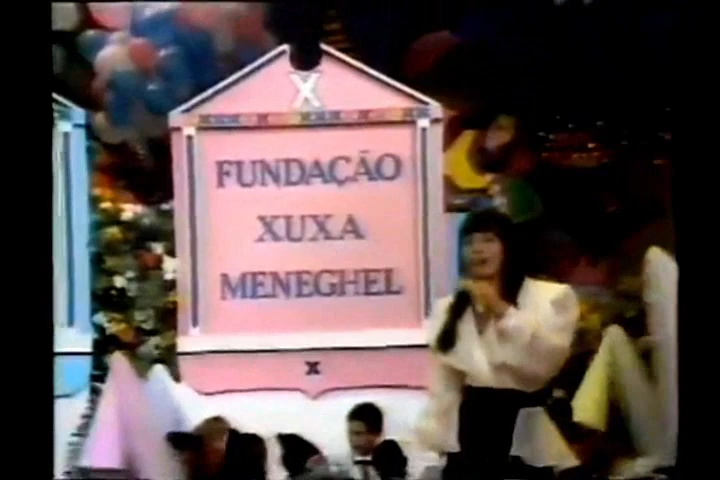 X
FUNDAÇÃO
XUXA
MENEGHEL
X